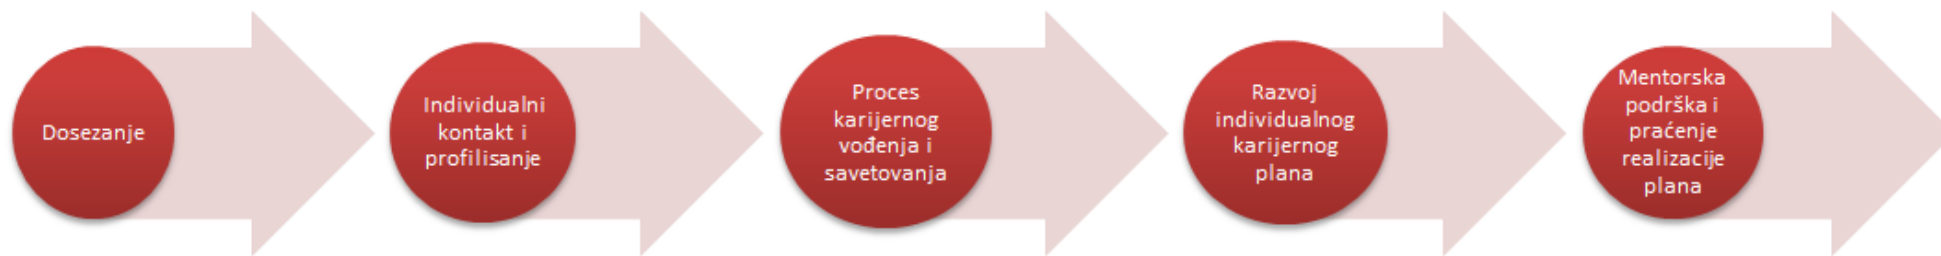 Dosezanje
Individualni
kontakt i
profilisanje
Proces
karijernog
vođenja i
savetovanja
Razvoj
individualnog
karijernog
plana
Mentorska
podrška i
praćenje
realizacije
plana